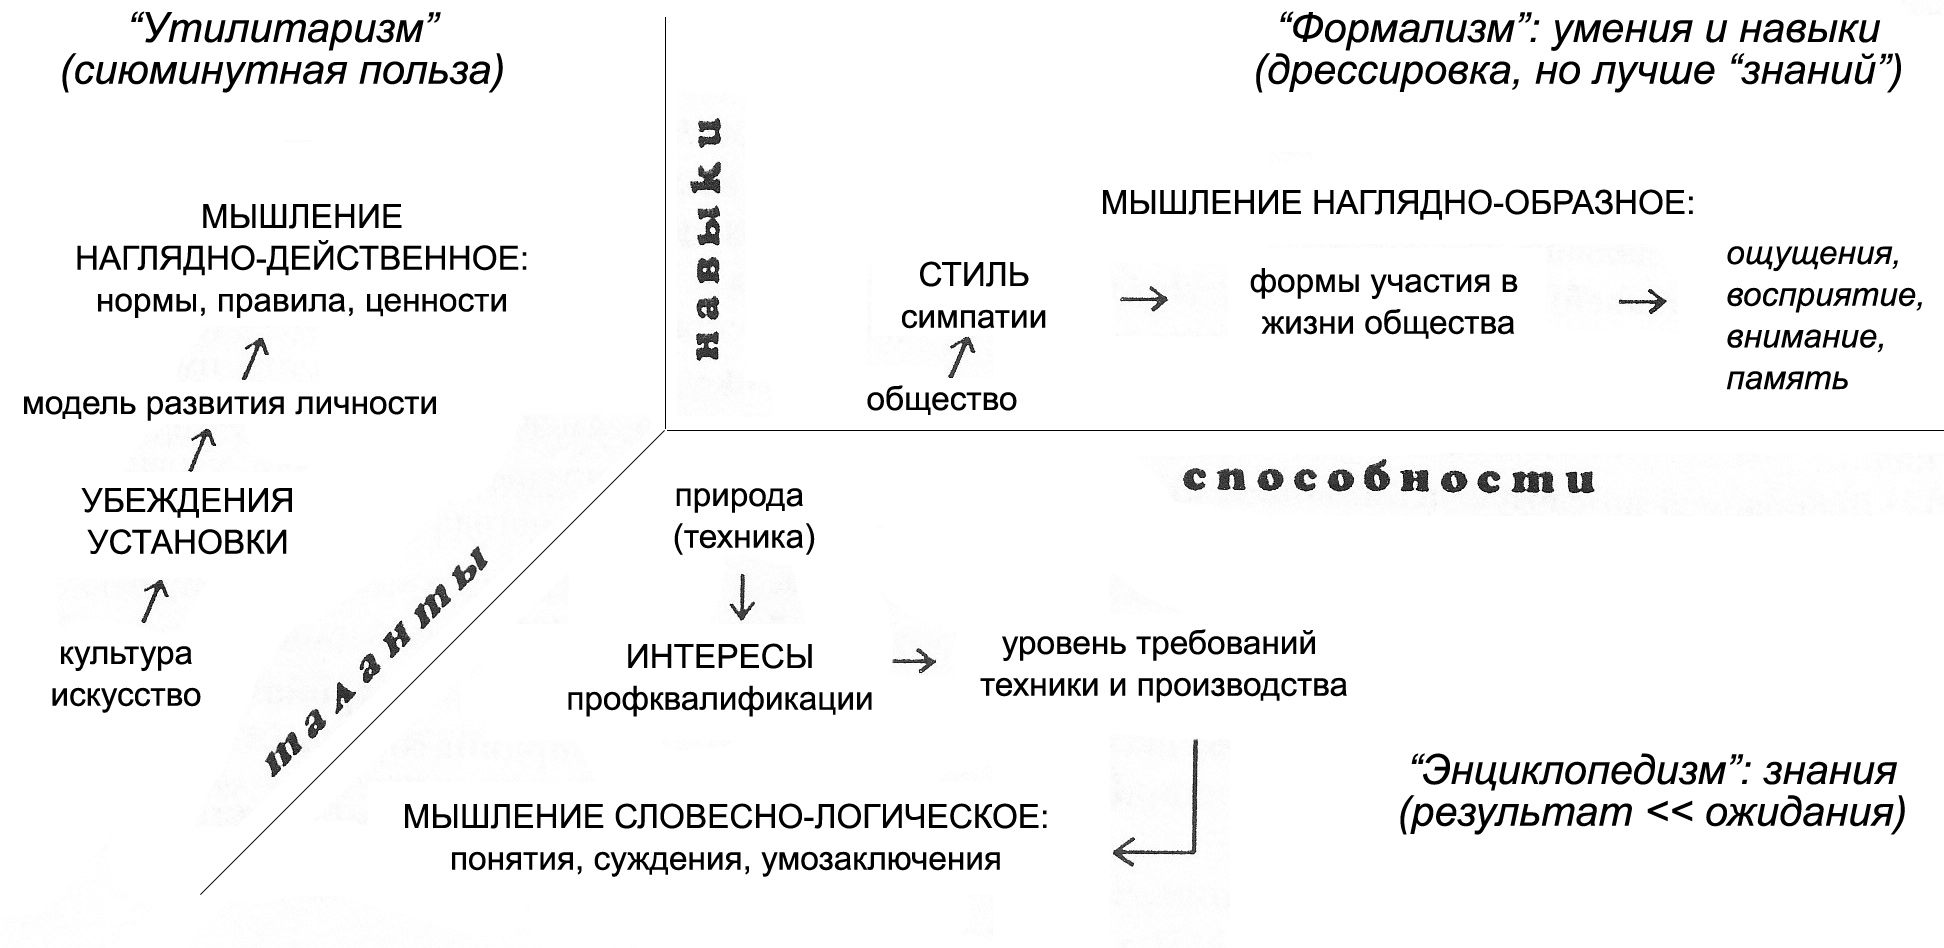 “Утилитаризм”
(сиюминутная польза)
МЫШЛЕНИЕ
НАГЛЯДНО-ДЕЙСТВЕННОЕ:
нормы, правила, ценности
модель развития личности
УБЕЖДЕНИЯ
УСТАНОВКИ
культура
искусство
таланты
навыки
“Формализм”: умения и навыки
(дрессировка, но лучше “знаний”)
МЫШЛЕНИЕ НАГЛЯДНО-ОБРАЗНОЕ:
СТИЛЬ
симпатии
общество
формы участия в
жизни общества
ощущения,
восприятие,
внимание,
память
способности
природа
(техника)
ИНТЕРЕСЫ
профквалификации
уровень требований
техники и производства
МЫШЛЕНИЕ СЛОВЕСНО-ЛОГИЧЕСКОЕ:
понятия, суждения, умозаключения
“Энциклопедизм”: знания
(результат << ожидания)